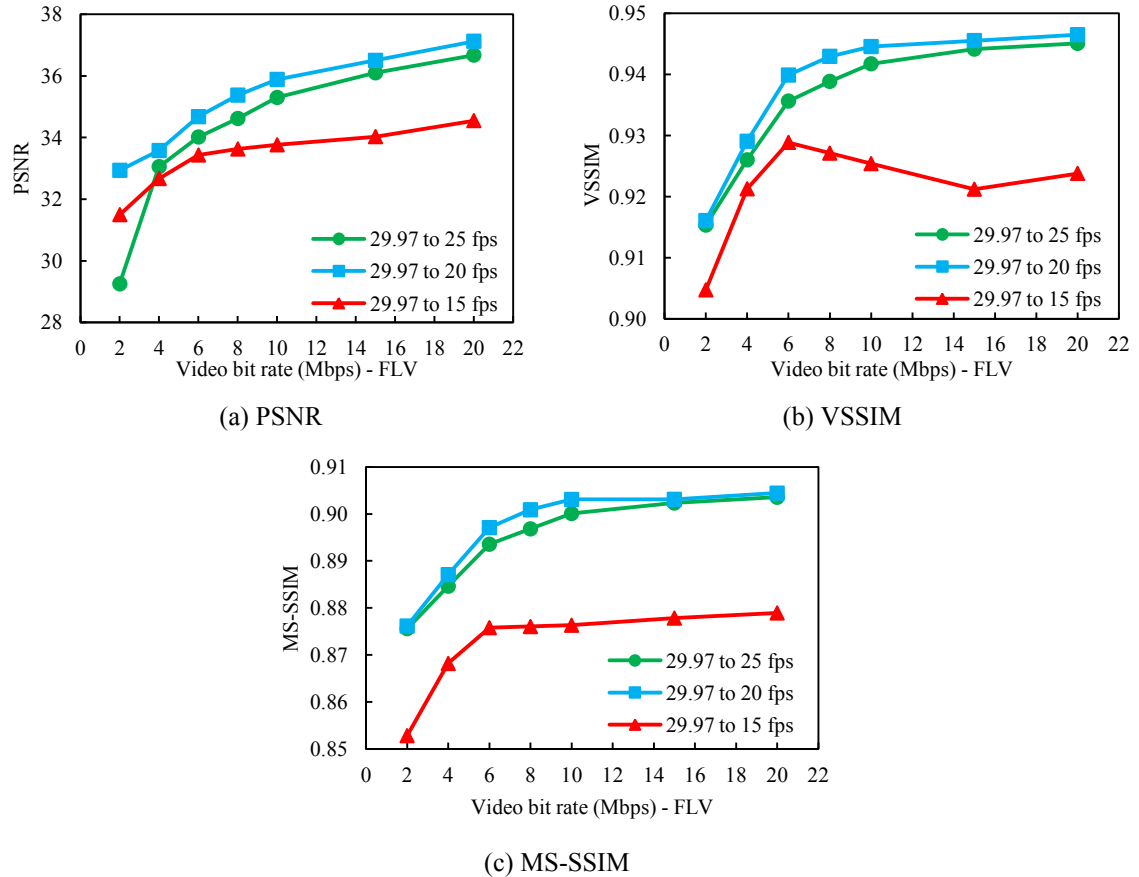 38
36
34
32
30
28
PSNR
29.97 to 25 fps
29.97 to 20 fps
29.97 to 15 fps
0 2 4 6 8 10 12 14 16 18 20 22
Video bit rate (Mbps) - FLV
(a) PSNR
0.95
0.94
0.93
0.92
0.91
0.90
VSSIM
29.97 to 25 fps
29.97 to 20 fps
29.97 to 15 fps
0 2 4 6 8 10 12 14 16 18 20 22
Video bit rate (Mbps) - FLV
(b) VSSIM
0.91
0.90
0.89
0.88
0.87
0.86
0.85
MS-SSIM
29.97 to 25 fps
29.97 to 20 fps
29.97 to 15 fps
0 2 4 6 8 10 12 14 16 18 20 22
Video bit rate (Mbps) - FLV
(c) MS-SSIM